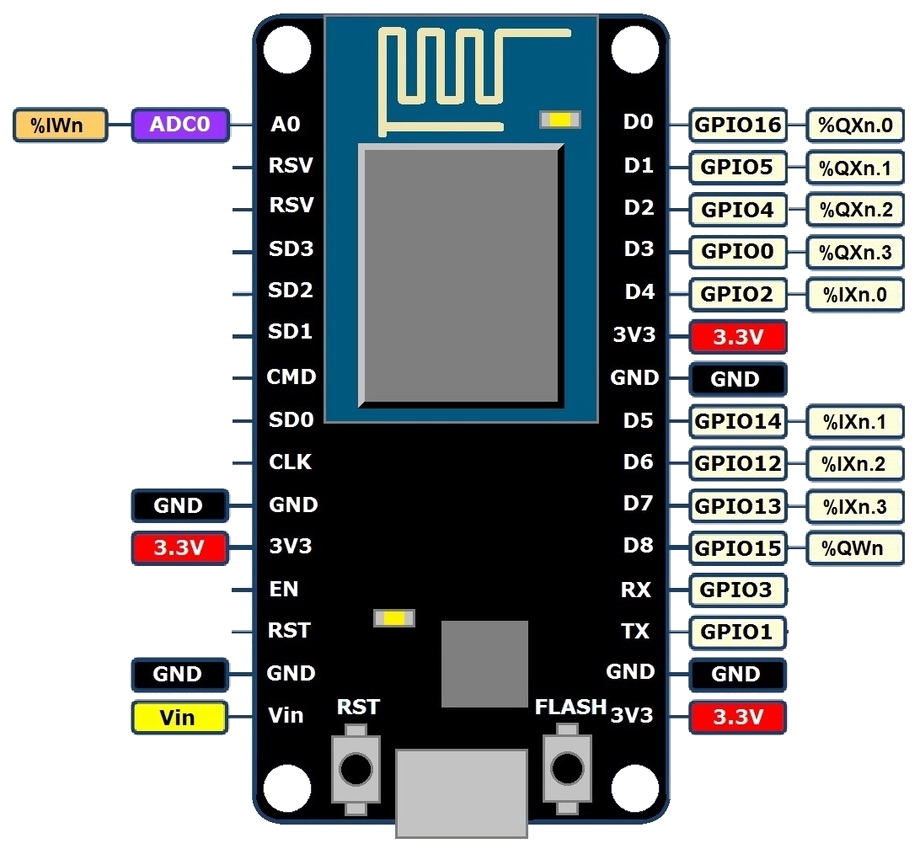 %IWn ADC0 A0 D0 GPIO16 %QXn.0
RSV D1 GPIO5 %QXn.1
RSV D2 GPIO4 %QXn.2
SD3 D3 GPIO0 %QXn.3
SD2 D4 GPIO2 %IXn.0
SD1 3V3 3.3V
CMD GND GND
SD0 D5 GPIO14 %IXn.1
CLK D6 GPIO12 %IXn.2
GND GND D7 GPIO13 %IXn.3
3.3V 3V3 D8 GPIO15 %QWn
EN RX GPIO3
RST TX GPIO1
GND GND GND GND
Vin Vin RST FLASH 3V3 3.3V